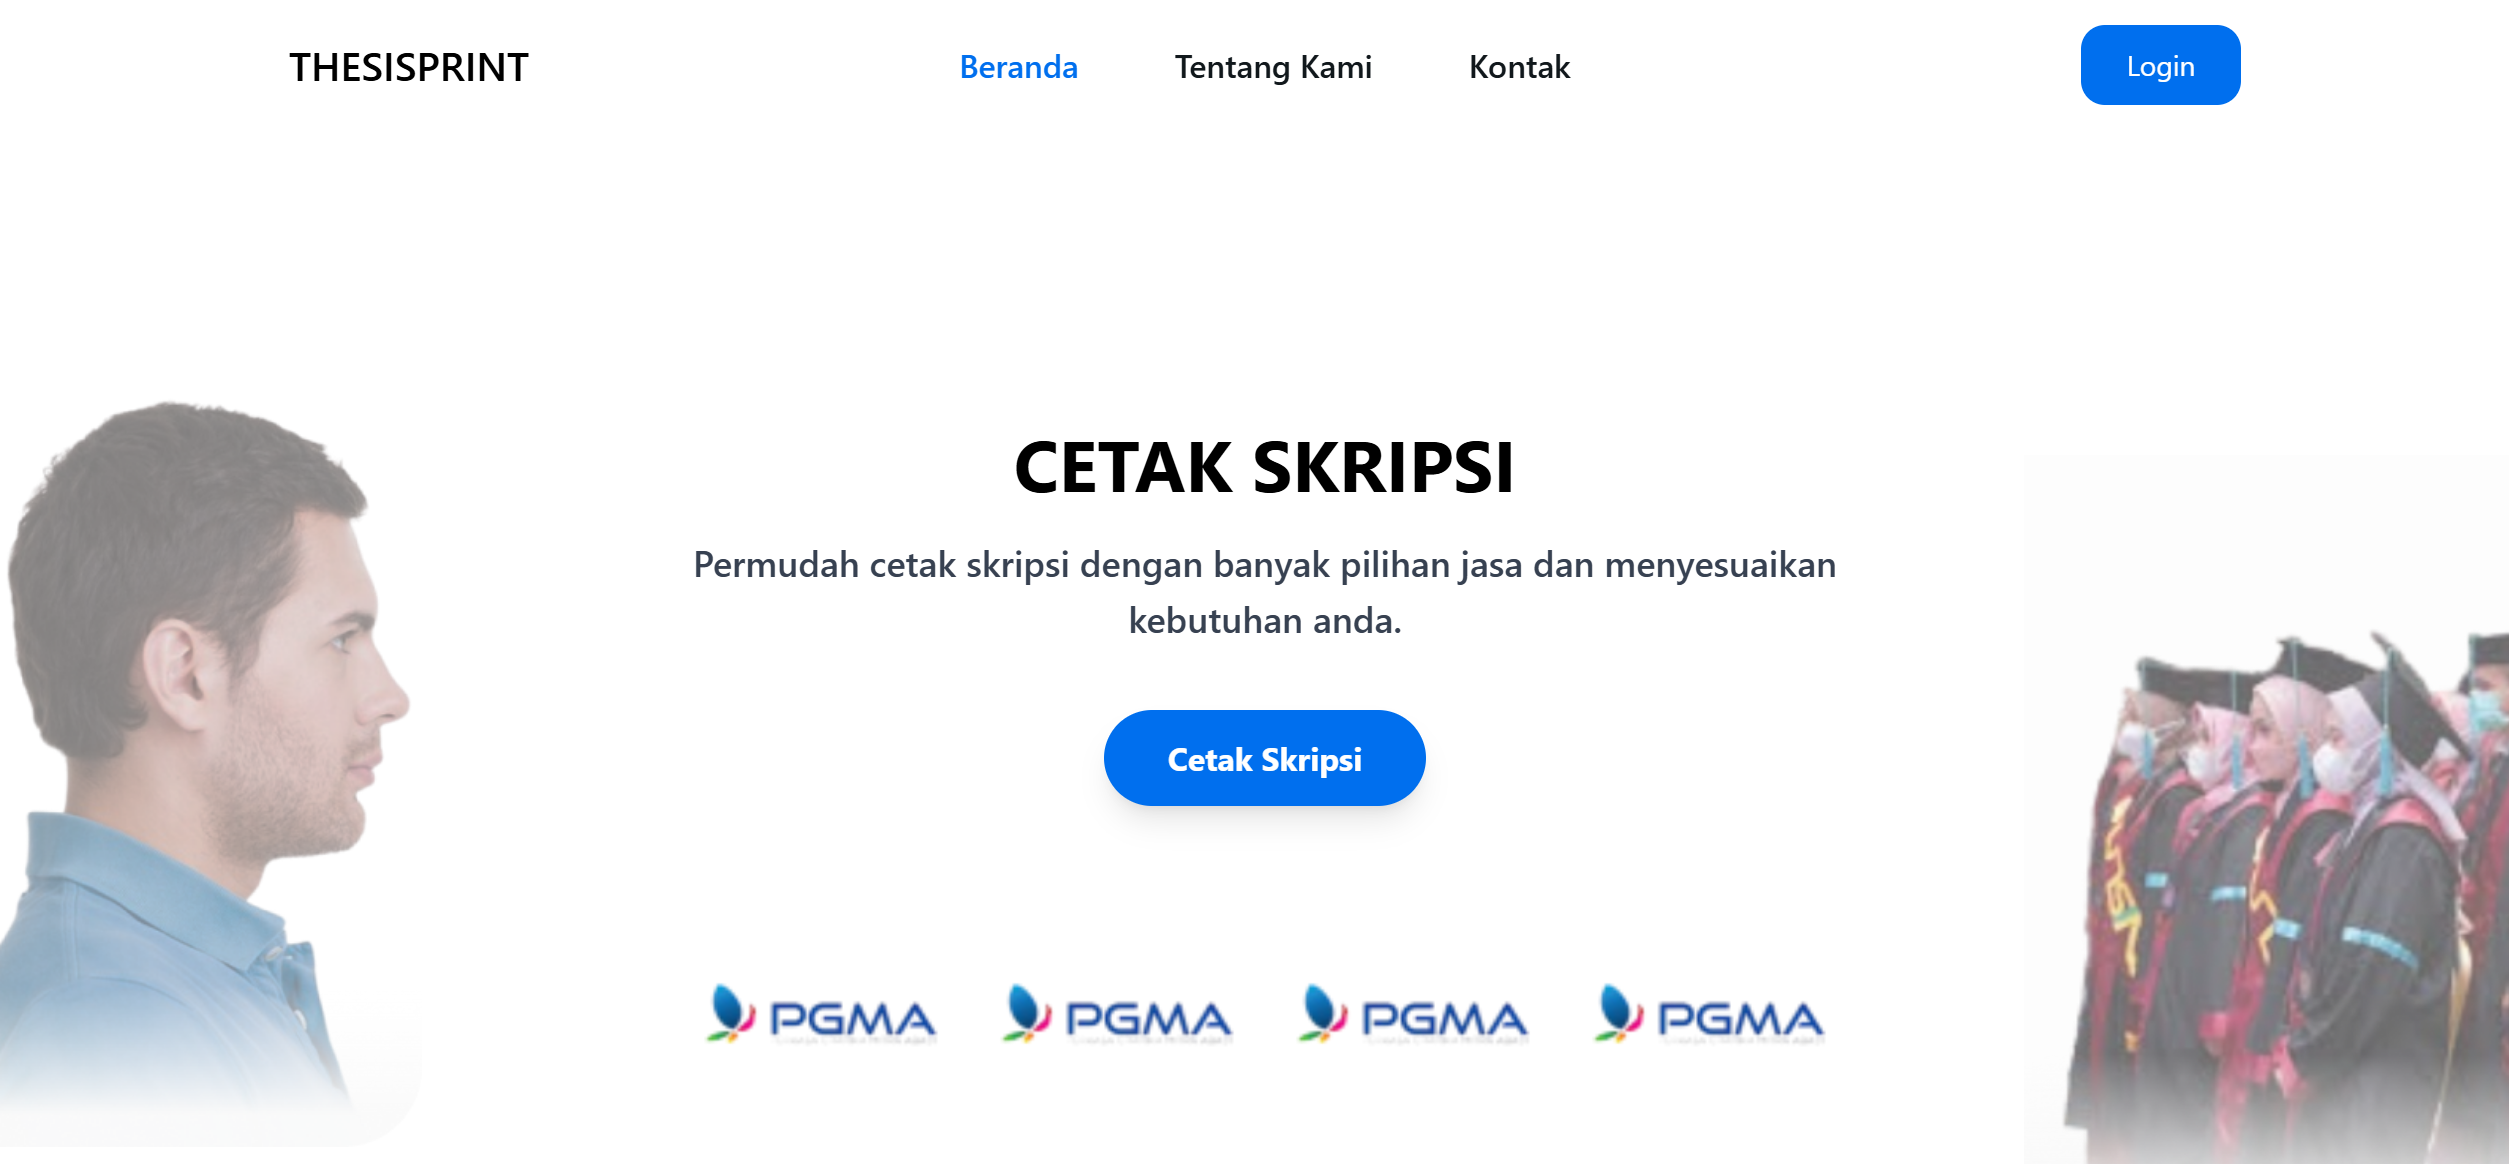 THESISPRINT
Beranda
Tentang Kami
Kontak
Login
CETAK SKRIPSI
Permudah cetak skripsi dengan banyak pilihan jasa dan menyesuaikan
kebutuhan anda.
Cetak Skripsi
PGMA
PGMA
PGMA
PGMA